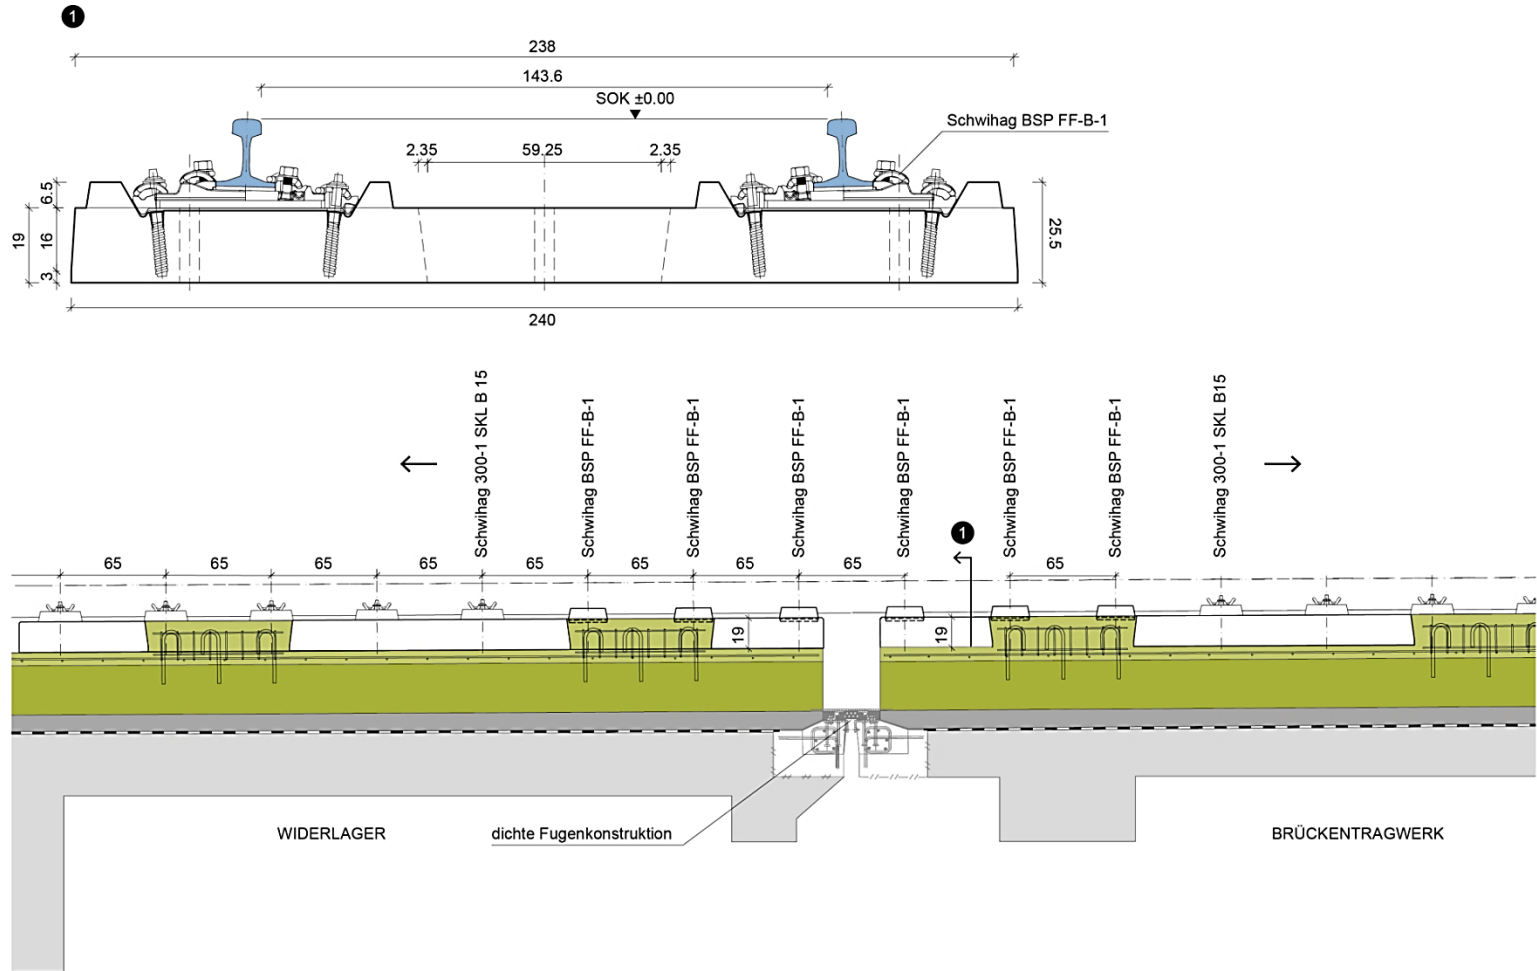 1
238
143.6
SOK ±0.00
Schwihag BSP FF-B-1
2.35
59.25
2.35
6.5
19
16
3
25.5
240
Schwihag 300-1 SKL B 15
Schwihag BSP FF-B-1
Schwihag BSP FF-B-1
Schwihag BSP FF-B-1
Schwihag BSP FF-B-1
Schwihag BSP FF-B-1
Schwihag BSP FF-B-1
Schwihag 300-1 SKL B15
1
65
65
65
65
65
65
65
65
65
19
19
WIDERLAGER
dichte Fugenkonstruktion
BRÜCKENTRAGWERK